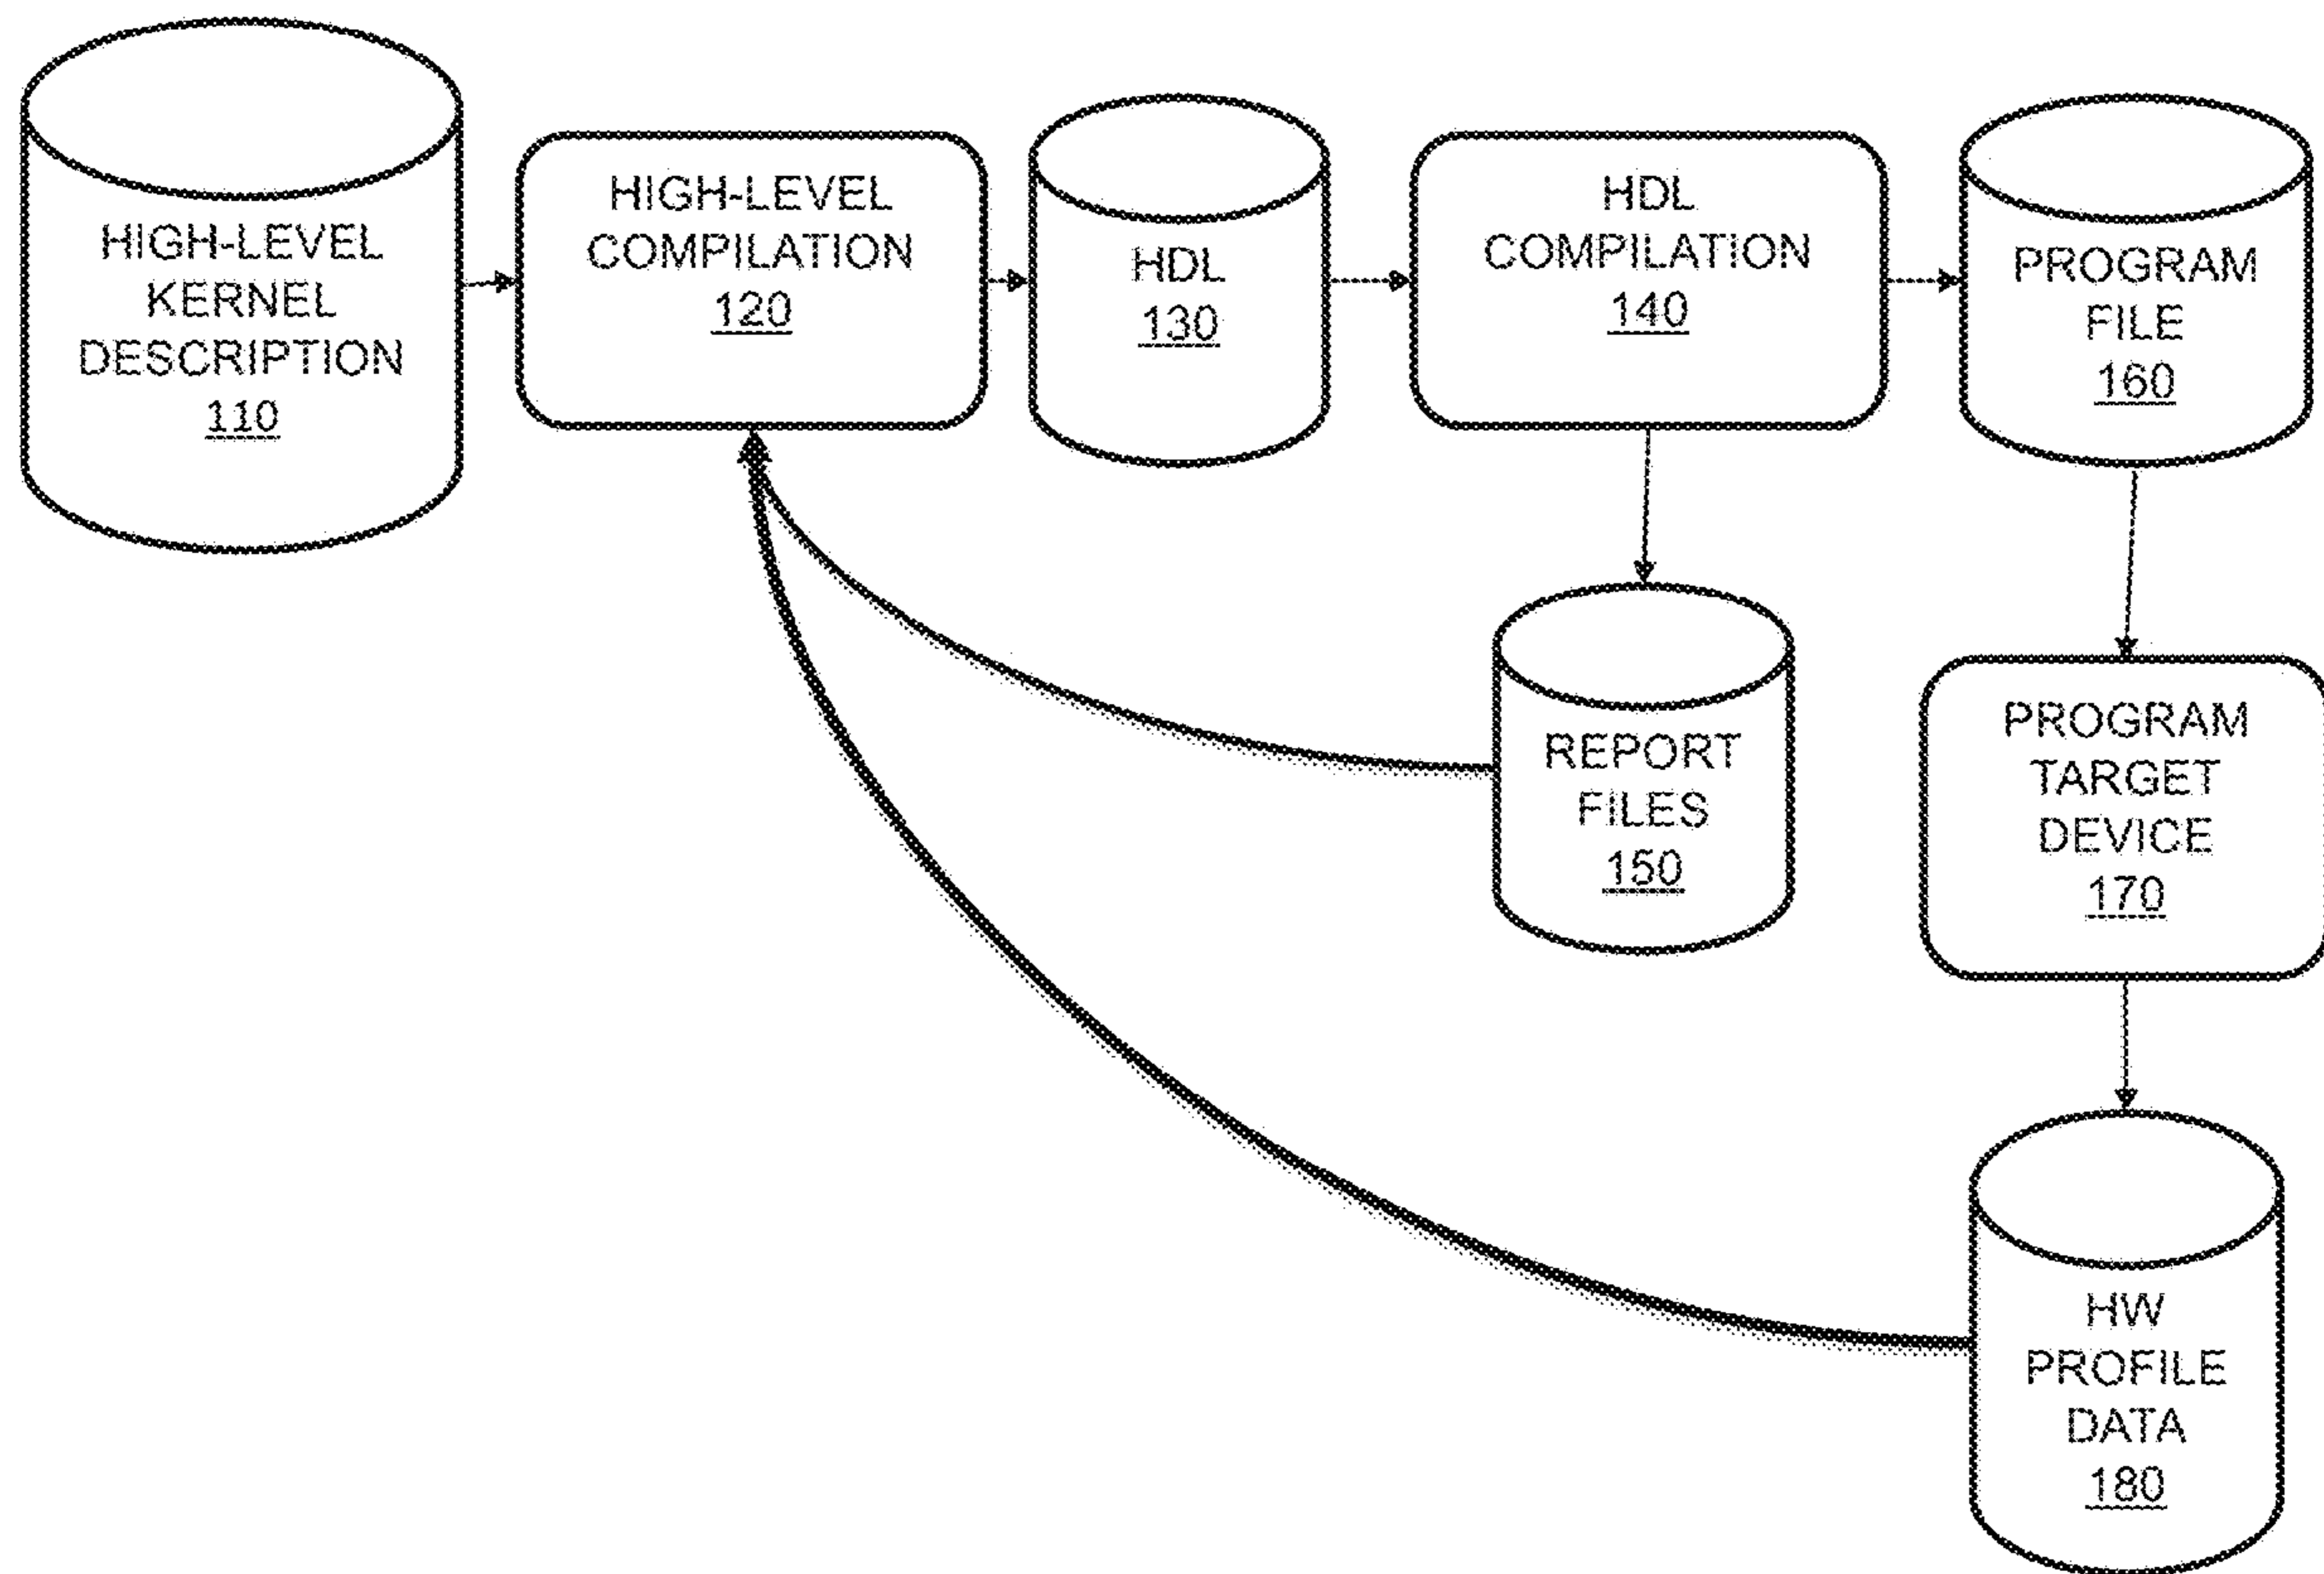 HIGH-LEVEL
KERNEL
DESCRIPTION
110
HIGH-LEVEL
COMPILATION
120
HDL
130
HDL
COMPILATION
140
PROGRAM
FILE
160
REPORT
FILES
150
PROGRAM
TARGET
DEVICE
170
HW
PROFILE
DATA
180